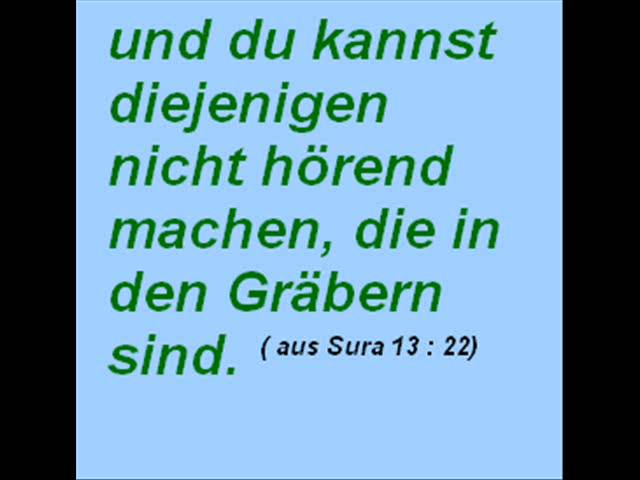 und du kannst
diejenigen
nicht hörend
machen, die in
den Gräbern
sind. ( aus Sura 13 : 22)